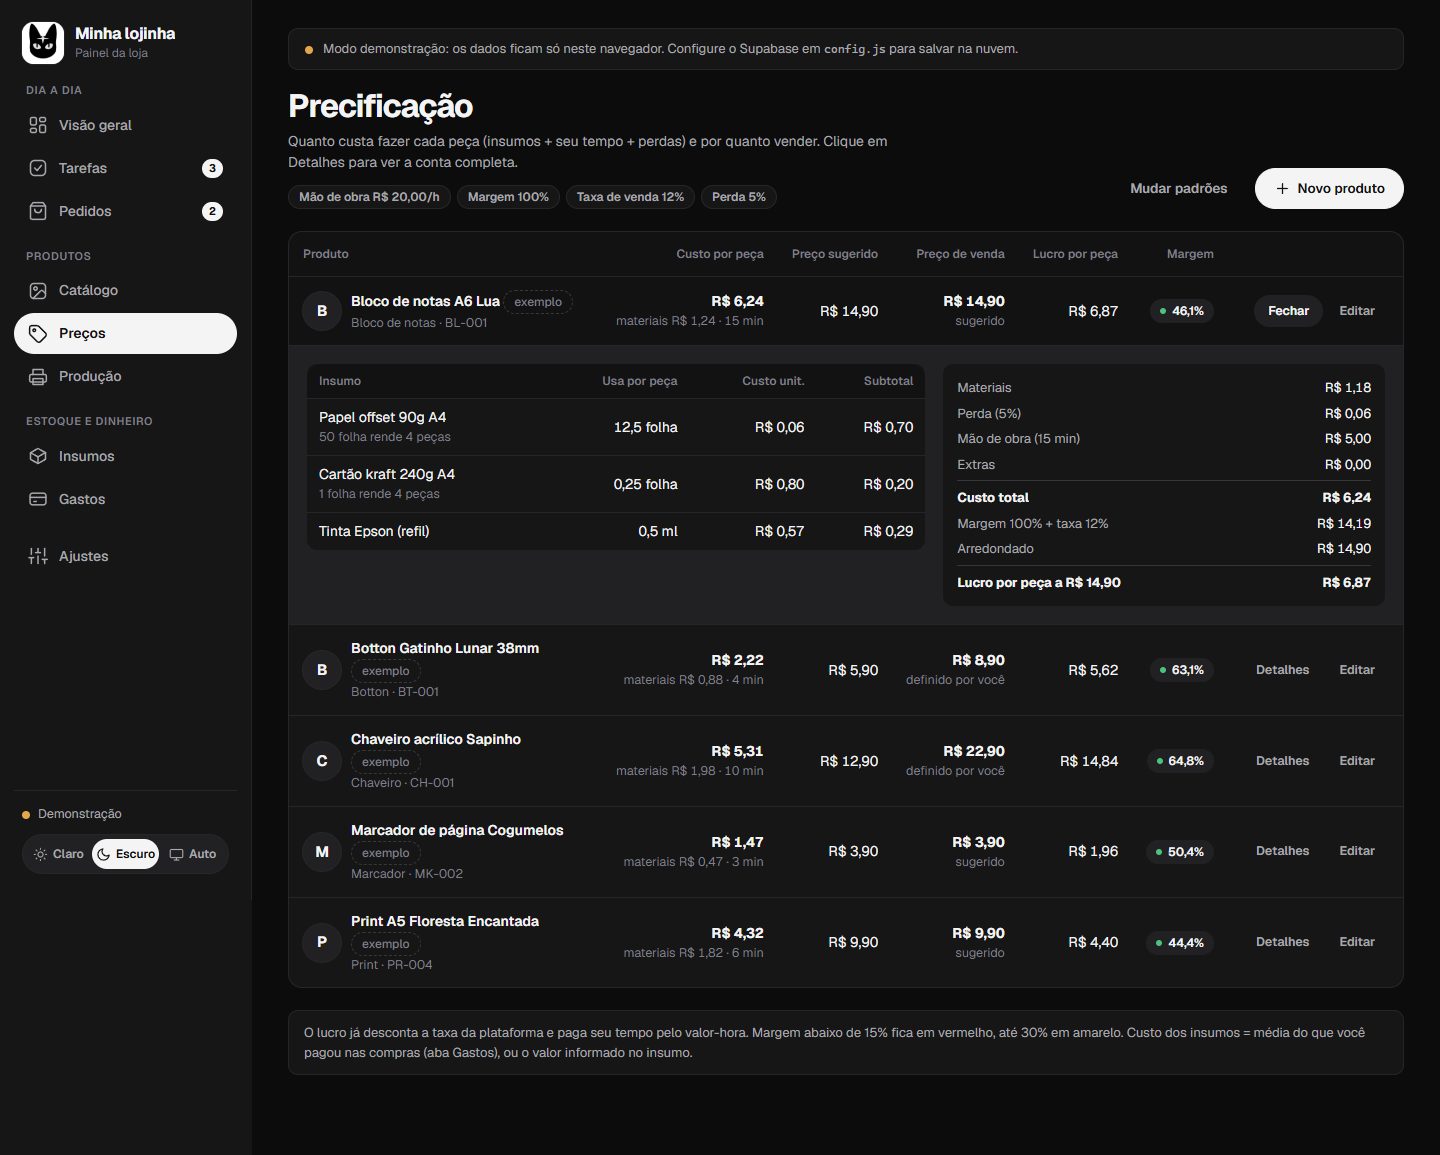 Minha lojinha
Painel da loja
DIA A DIA
Visão geral
Tarefas 3
Pedidos 2
PRODUTOS
Catálogo
Preços
Produção
ESTOQUE E DINHEIRO
Insumos
Gastos
Ajustes
Demonstração
Claro Escuro Auto
Modo demonstração: os dados ficam só neste navegador. Configure o Supabase em config.js para salvar na nuvem.
Precificação
Quanto custa fazer cada peça (insumos + seu tempo + perdas) e por quanto vender. Clique em
Detalhes para ver a conta completa.
Mão de obra R$ 20,00/h Margem 100% Taxa de venda 12% Perda 5%
Mudar padrões + Novo produto
Produto Custo por peça Preço sugerido Preço de venda Lucro por peça Margem
B Bloco de notas A6 Lua exemplo R$ 6,24 R$ 14,90 R$ 14,90 R$ 6,87 46,1% Fechar Editar
Bloco de notas · BL-001 materiais R$ 1,24 · 15 min sugerido
Insumo Usa por peça Custo unit. Subtotal
Papel offset 90g A4 12,5 folha R$ 0,06 R$ 0,70
50 folha rende 4 peças
Cartão kraft 240g A4 0,25 folha R$ 0,80 R$ 0,20
1 folha rende 4 peças
Tinta Epson (refil) 0,5 ml R$ 0,57 R$ 0,29
Materiais R$ 1,18
Perda (5%) R$ 0,06
Mão de obra (15 min) R$ 5,00
Extras R$ 0,00
Custo total R$ 6,24
Margem 100% + taxa 12% R$ 14,19
Arredondado R$ 14,90
Lucro por peça a R$ 14,90 R$ 6,87
B Botton Gatinho Lunar 38mm R$ 2,22 R$ 5,90 R$ 8,90 R$ 5,62 63,1% Detalhes Editar
exemplo materiais R$ 0,88 · 4 min definido por você
Botton · BT-001
C Chaveiro acrílico Sapinho R$ 5,31 R$ 12,90 R$ 22,90 R$ 14,84 64,8% Detalhes Editar
exemplo materiais R$ 1,98 · 10 min definido por você
Chaveiro · CH-001
M Marcador de página Cogumelos R$ 1,47 R$ 3,90 R$ 3,90 R$ 1,96 50,4% Detalhes Editar
exemplo materiais R$ 0,47 · 3 min sugerido
Marcador · MK-002
P Print A5 Floresta Encantada R$ 4,32 R$ 9,90 R$ 9,90 R$ 4,40 44,4% Detalhes Editar
exemplo materiais R$ 1,82 · 6 min sugerido
Print · PR-004
O lucro já desconta a taxa da plataforma e paga seu tempo pelo valor-hora. Margem abaixo de 15% fica em vermelho, até 30% em amarelo. Custo dos insumos = média do que você
pagou nas compras (aba Gastos), ou o valor informado no insumo.